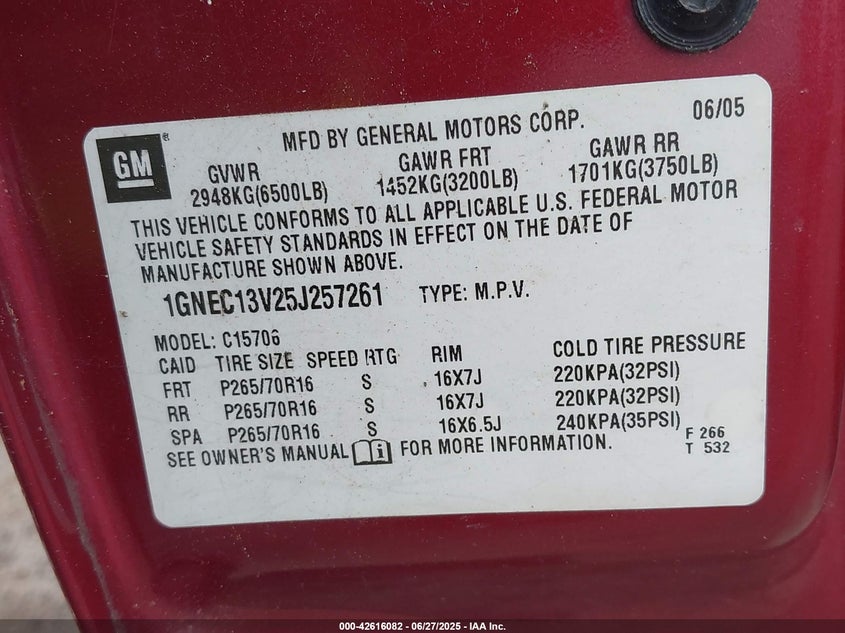 GM ®
MFD BY GENERAL MOTORS CORP. 06/05
GVWR GAWR FRT GAWR RR
2948KG(6500LB) 1452KG(3200LB) 1701KG(3750LB)
THIS VEHICLE CONFORMS TO ALL APPLICABLE U.S. FEDERAL MOTOR
VEHICLE SAFETY STANDARDS IN EFFECT ON THE DATE OF
MANUFACTURE SHOWN ABOVE.
1GNEC13V25J257261 TYPE: M.P.V.
MODEL: C15706
CAID TIRE SIZE SPEED RTG RIM COLD TIRE PRESSURE
FRT P265/70R16 S 16X7J 220KPA(32PSI)
RR P265/70R16 S 16X7J 220KPA(32PSI)
SPA P265/70R16 S 16X6.5J 240KPA(35PSI)
SEE OWNER'S MANUAL i FOR MORE INFORMATION.
F 266
T 532
000-42616082 - 06/27/2025 - IAA Inc.